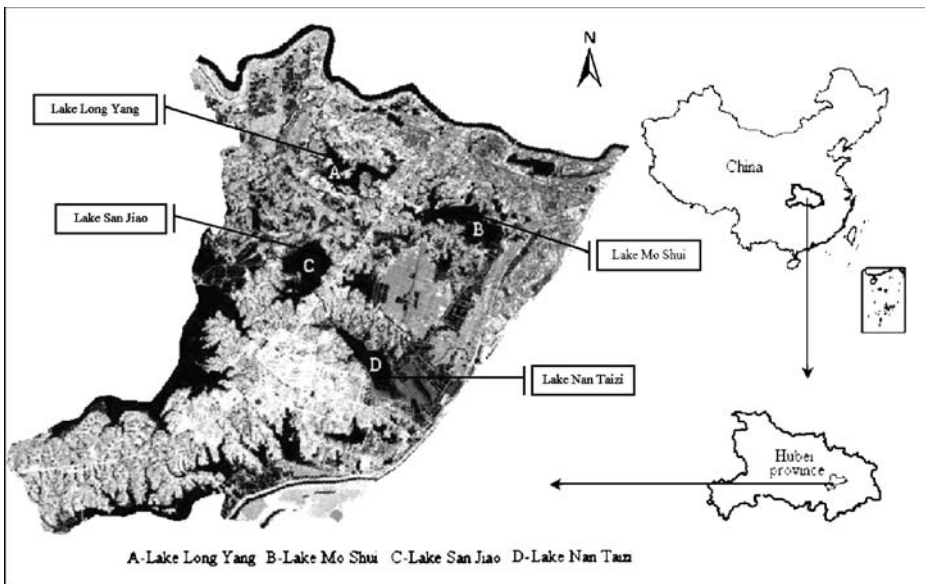 N
Lake Long Yang
A
China
Lake San Jiao
B
Lake Mo Shui
C
D
Lake Nan Taizi
Hubei
province
A-Lake Long Yang B-Lake Mo Shui C-Lake San Jiao D-Lake Nan Taizi